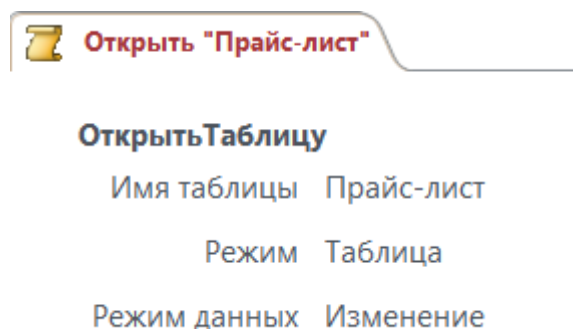 Открыть "Прайс-лист"
ОткрытьТаблицу
Имя таблицы Прайс-лист
Режим Таблица
Режим данных Изменение